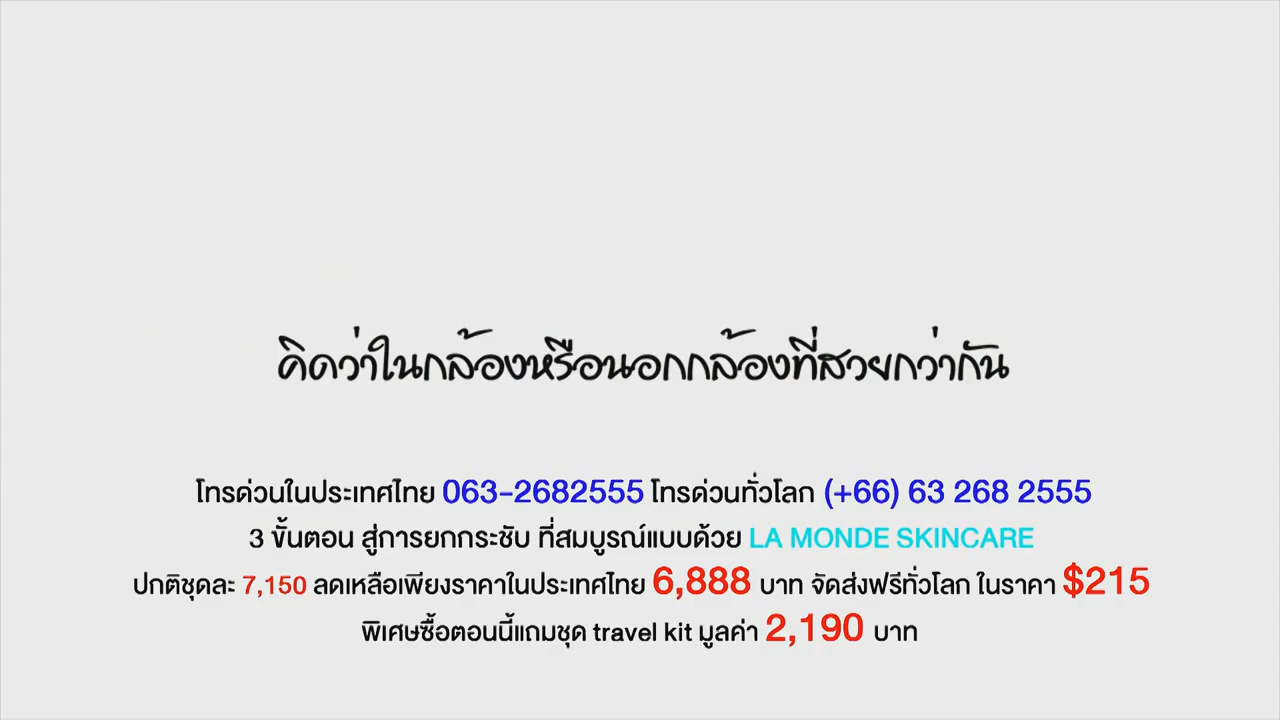 คิดว่าในกล้องหรือนอกกล้องที่สวยกว่ากัน
โทรด่วนในประเทศไทย 063-2682555 โทรด่วนทั่วโลก (+66) 63 268 2555
3 ขั้นตอน สู่การยกกระชับ ที่สมบูรณ์แบบด้วย LA MONDE SKINCARE
ปกติชุดละ 7,150 ลดเหลือเพียงราคาในประเทศไทย 6,888 บาท จัดส่งฟรีทั่วโลก ในราคา $215
พิเศษซื้อตอนนี้แถมชุด travel kit มูลค่า 2,190 บาท